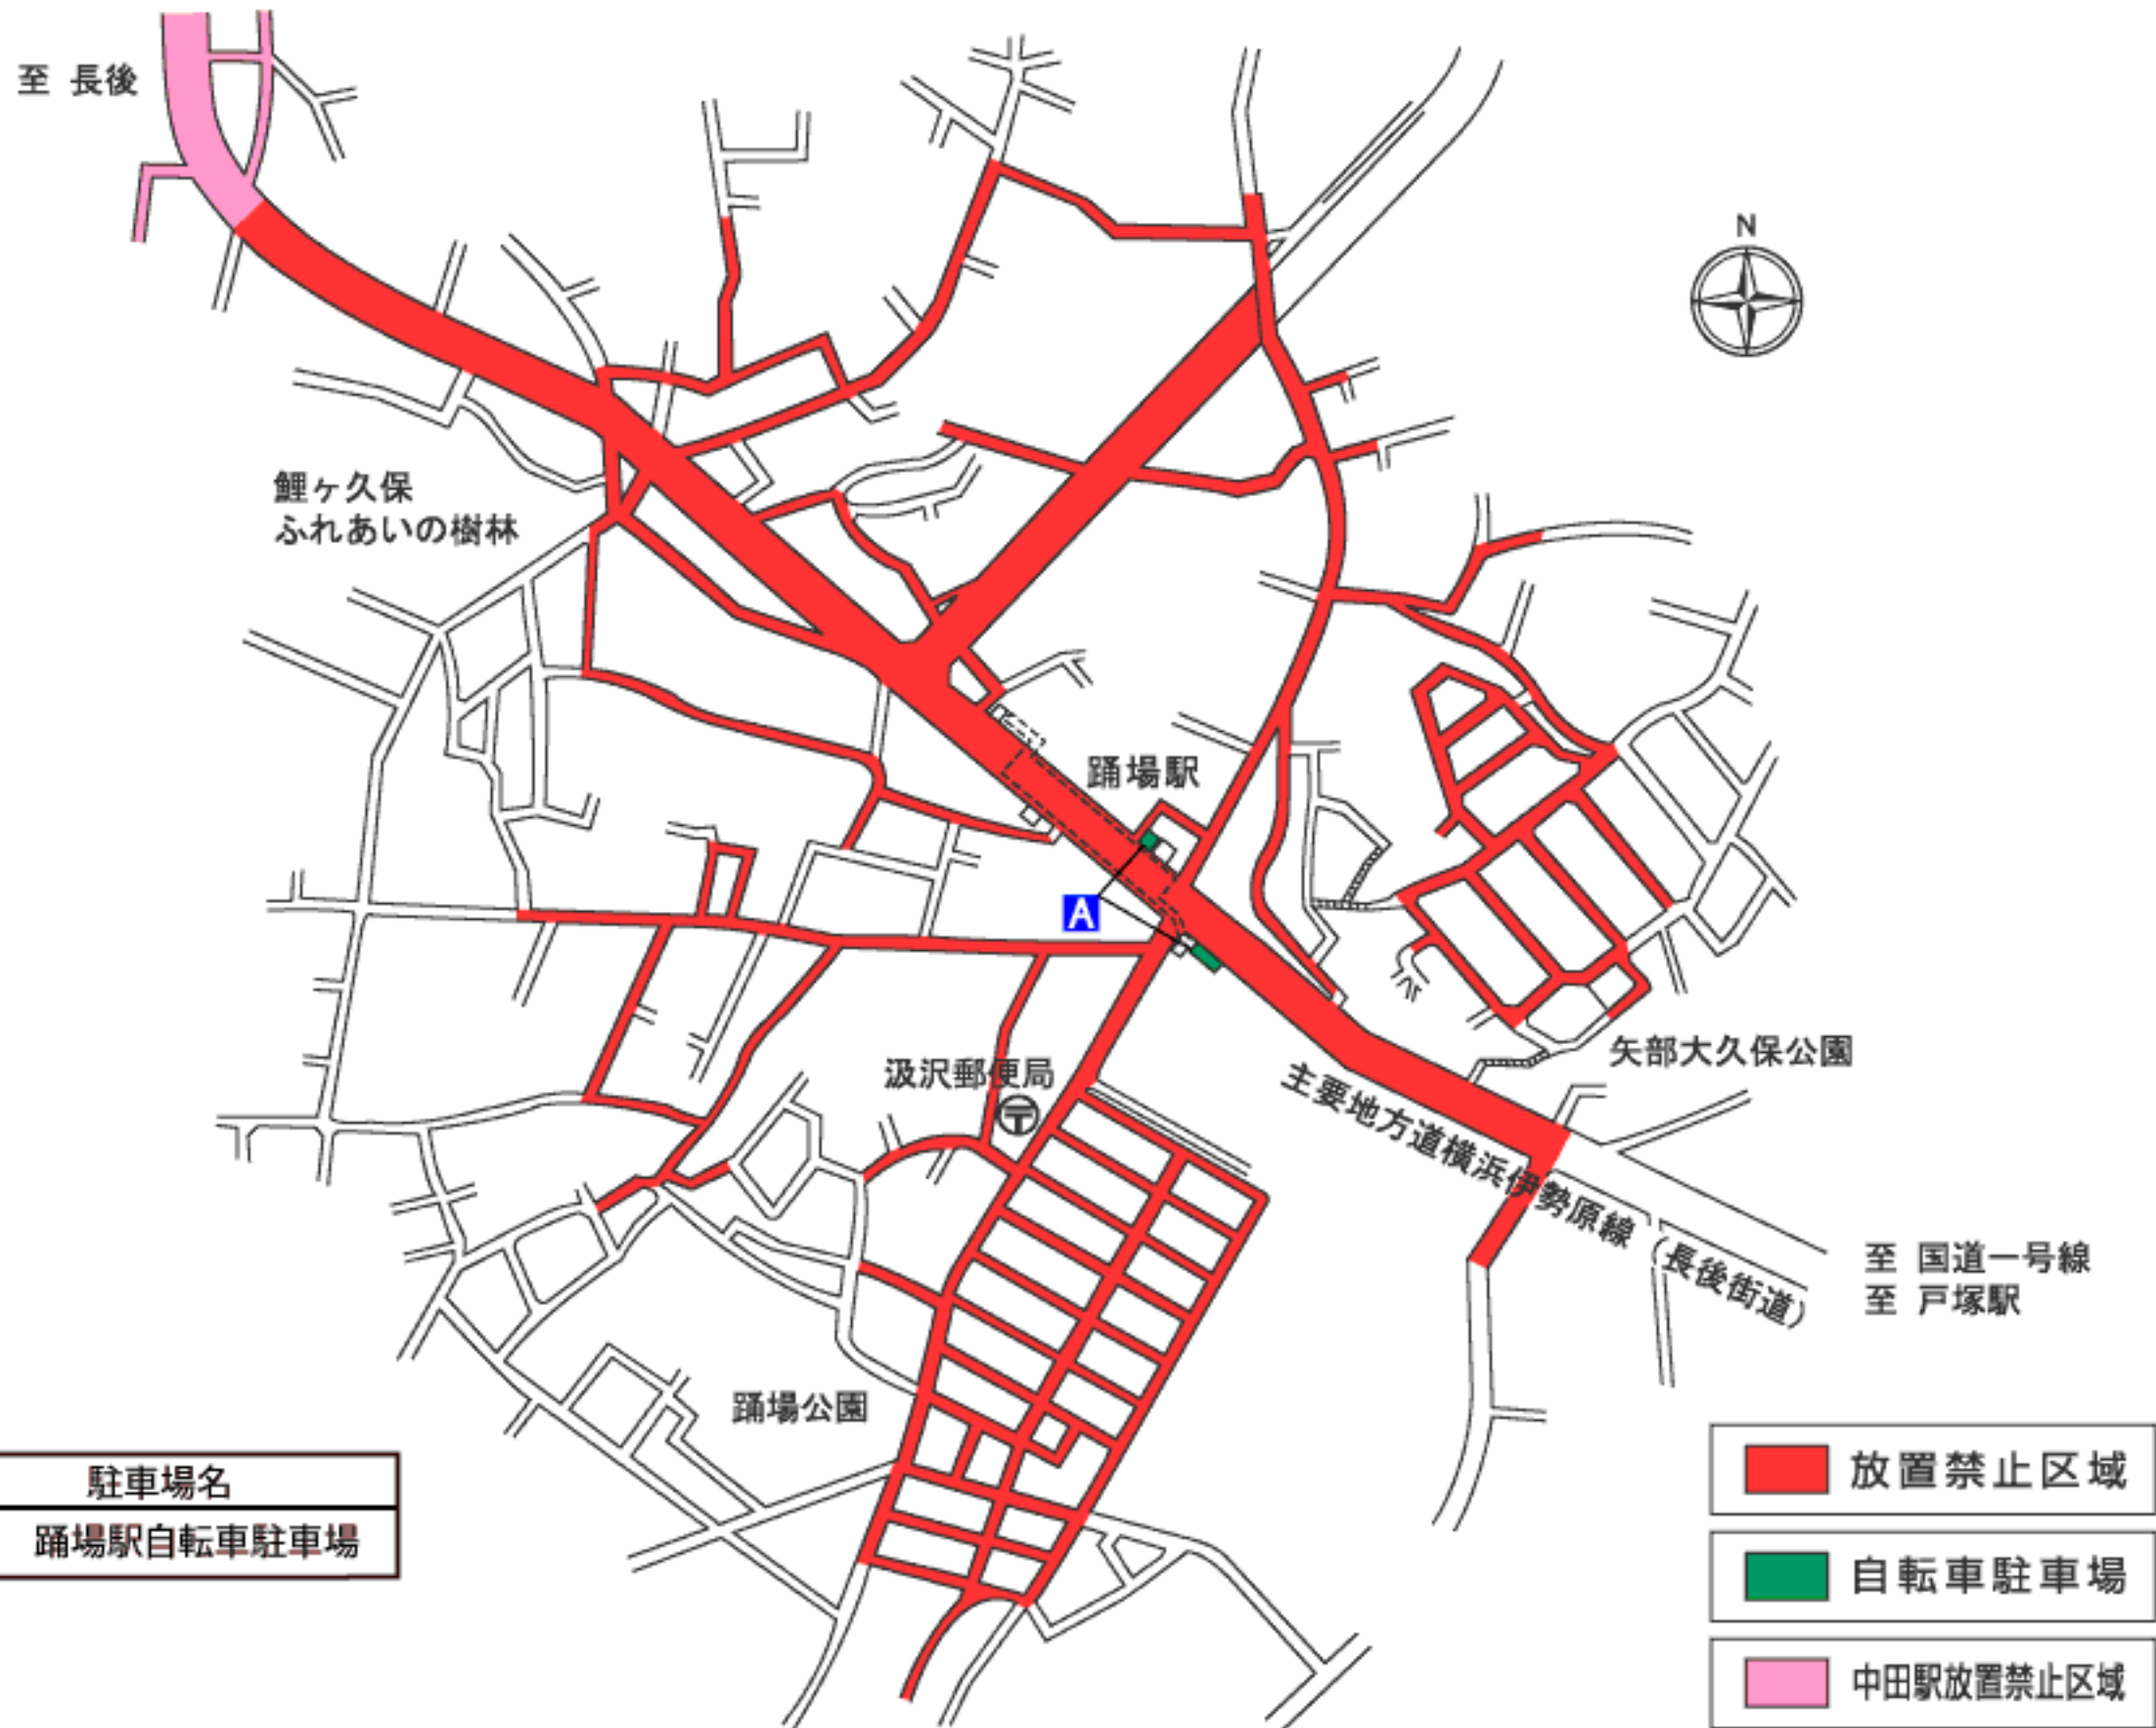 至 長後
N
鯉ヶ久保
ふれあいの樹林
踊場駅
A
汲沢郵便局
矢部大久保公園
主要地方道横浜伊勢原線(長後街道)
至 国道一号線
至 戸塚駅
踊場公園
駐車場名
踊場駅自転車駐車場
放置禁止区域
自転車駐車場
中田駅放置禁止区域